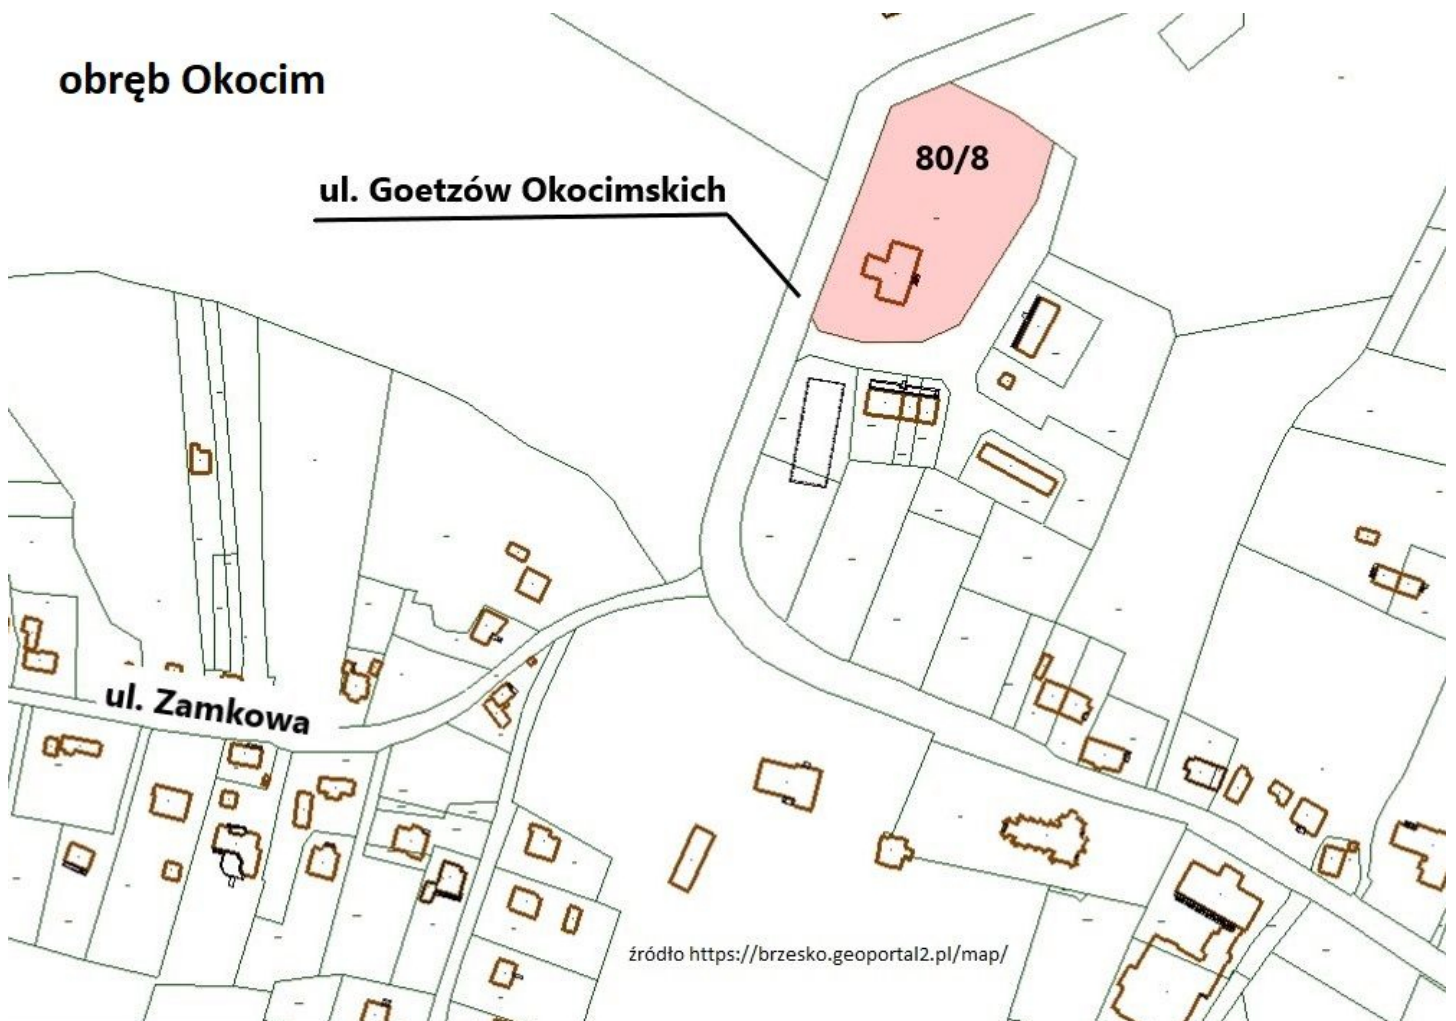 obręb Okocim
80/8
ul. Goetzów Okocimskich
ul. Zamkowa
źródło https://brzesko.geoportal2.pl/map/